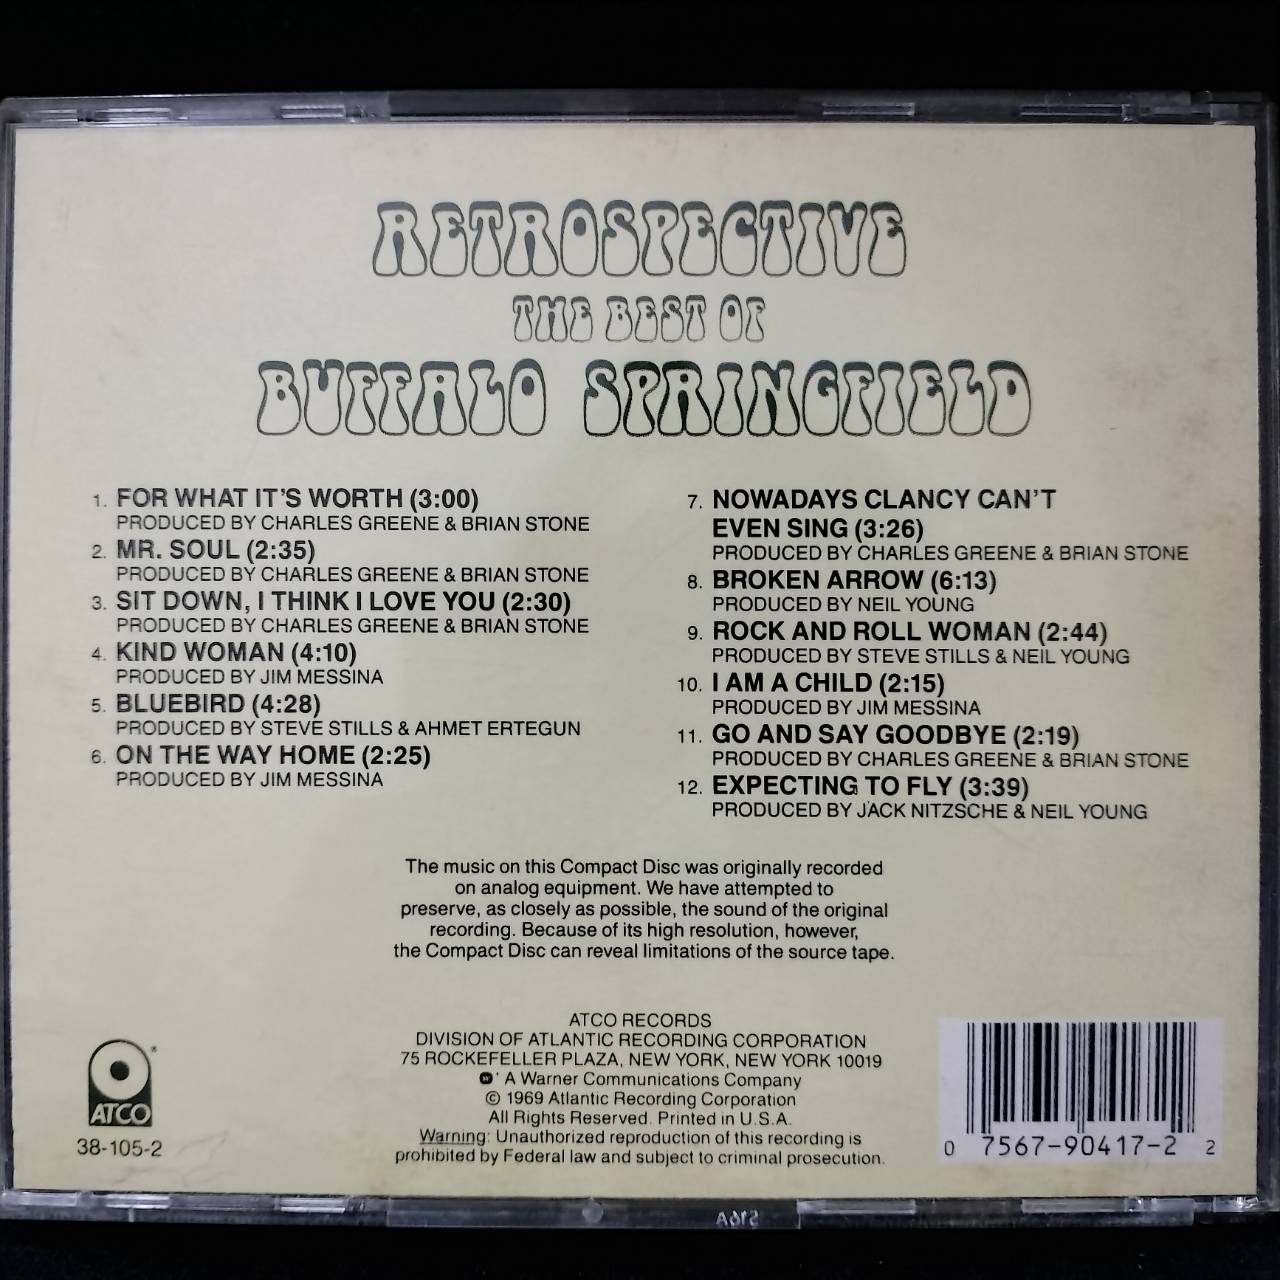 RETROSPECTIVE
THE BEST OF
BUFFALO SPRINGFIELD
1. FOR WHAT IT'S WORTH (3:00)
PRODUCED BY CHARLES GREENE & BRIAN STONE
2. MR. SOUL (2:35)
PRODUCED BY CHARLES GREENE & BRIAN STONE
3. SIT DOWN, I THINK I LOVE YOU (2:30)
PRODUCED BY CHARLES GREENE & BRIAN STONE
4. KIND WOMAN (4:10)
PRODUCED BY JIM MESSINA
5. BLUEBIRD (4:28)
PRODUCED BY STEVE STILLS & AHMET ERTEGUN
6. ON THE WAY HOME (2:25)
PRODUCED BY JIM MESSINA
7. NOWADAYS CLANCY CAN'T
EVEN SING (3:26)
PRODUCED BY CHARLES GREENE & BRIAN STONE
8. BROKEN ARROW (6:13)
PRODUCED BY NEIL YOUNG
9. ROCK AND ROLL WOMAN (2:44)
PRODUCED BY STEVE STILLS & NEIL YOUNG
10. I AM A CHILD (2:15)
PRODUCED BY JIM MESSINA
11. GO AND SAY GOODBYE (2:19)
PRODUCED BY CHARLES GREENE & BRIAN STONE
12. EXPECTING TO FLY (3:39)
PRODUCED BY JACK NITZSCHE & NEIL YOUNG
The music on this Compact Disc was originally recorded
on analog equipment. We have attempted to
preserve, as closely as possible, the sound of the original
recording. Because of its high resolution, however,
the Compact Disc can reveal limitations of the source tape.
ATCO RECORDS
DIVISION OF ATLANTIC RECORDING CORPORATION
75 ROCKEFELLER PLAZA, NEW YORK, NEW YORK 10019
A Warner Communications Company
© 1969 Atlantic Recording Corporation
All Rights Reserved. Printed in U.S.A.
Warning: Unauthorized reproduction of this recording is
prohibited by Federal law and subject to criminal prosecution.
ATCO
38-105-2
0 7567-90417-2 2